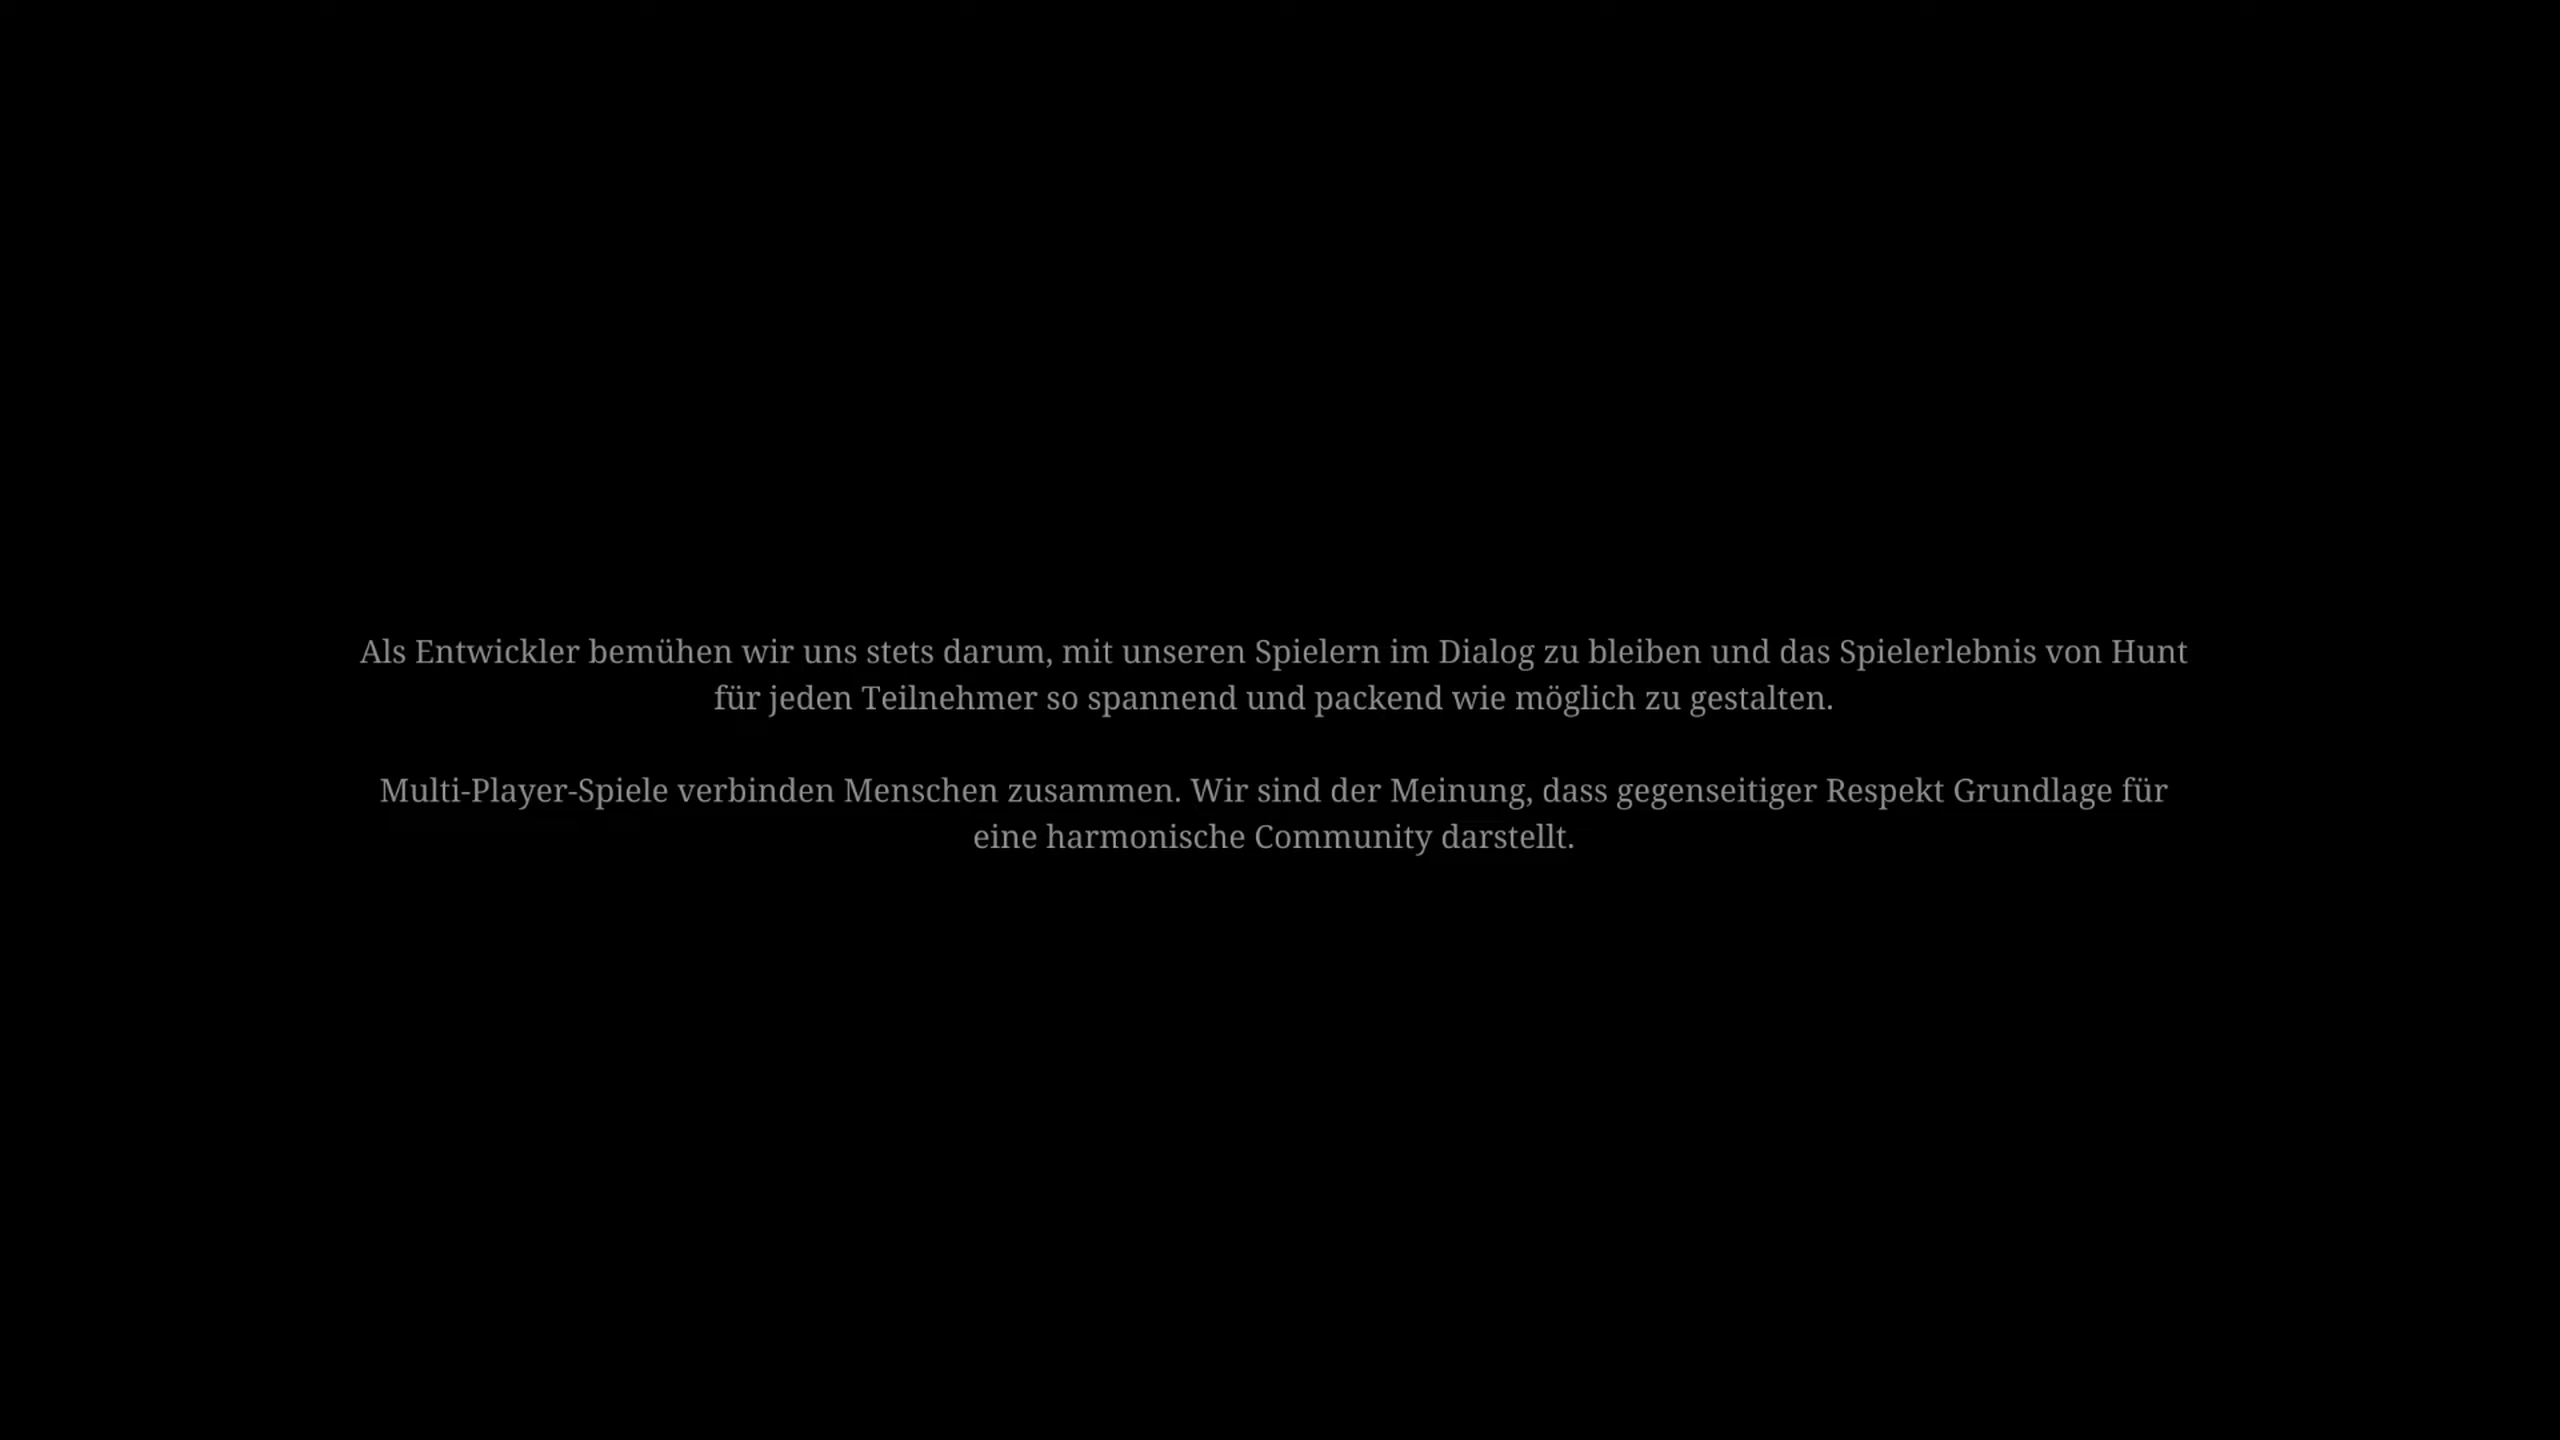 Als Entwickler bemühen wir uns stets darum, mit unseren Spielern im Dialog zu bleiben und das Spielerlebnis von Hunt
für jeden Teilnehmer so spannend und packend wie möglich zu gestalten.
Multi-Player-Spiele verbinden Menschen zusammen. Wir sind der Meinung, dass gegenseitiger Respekt Grundlage für
eine harmonische Community darstellt.